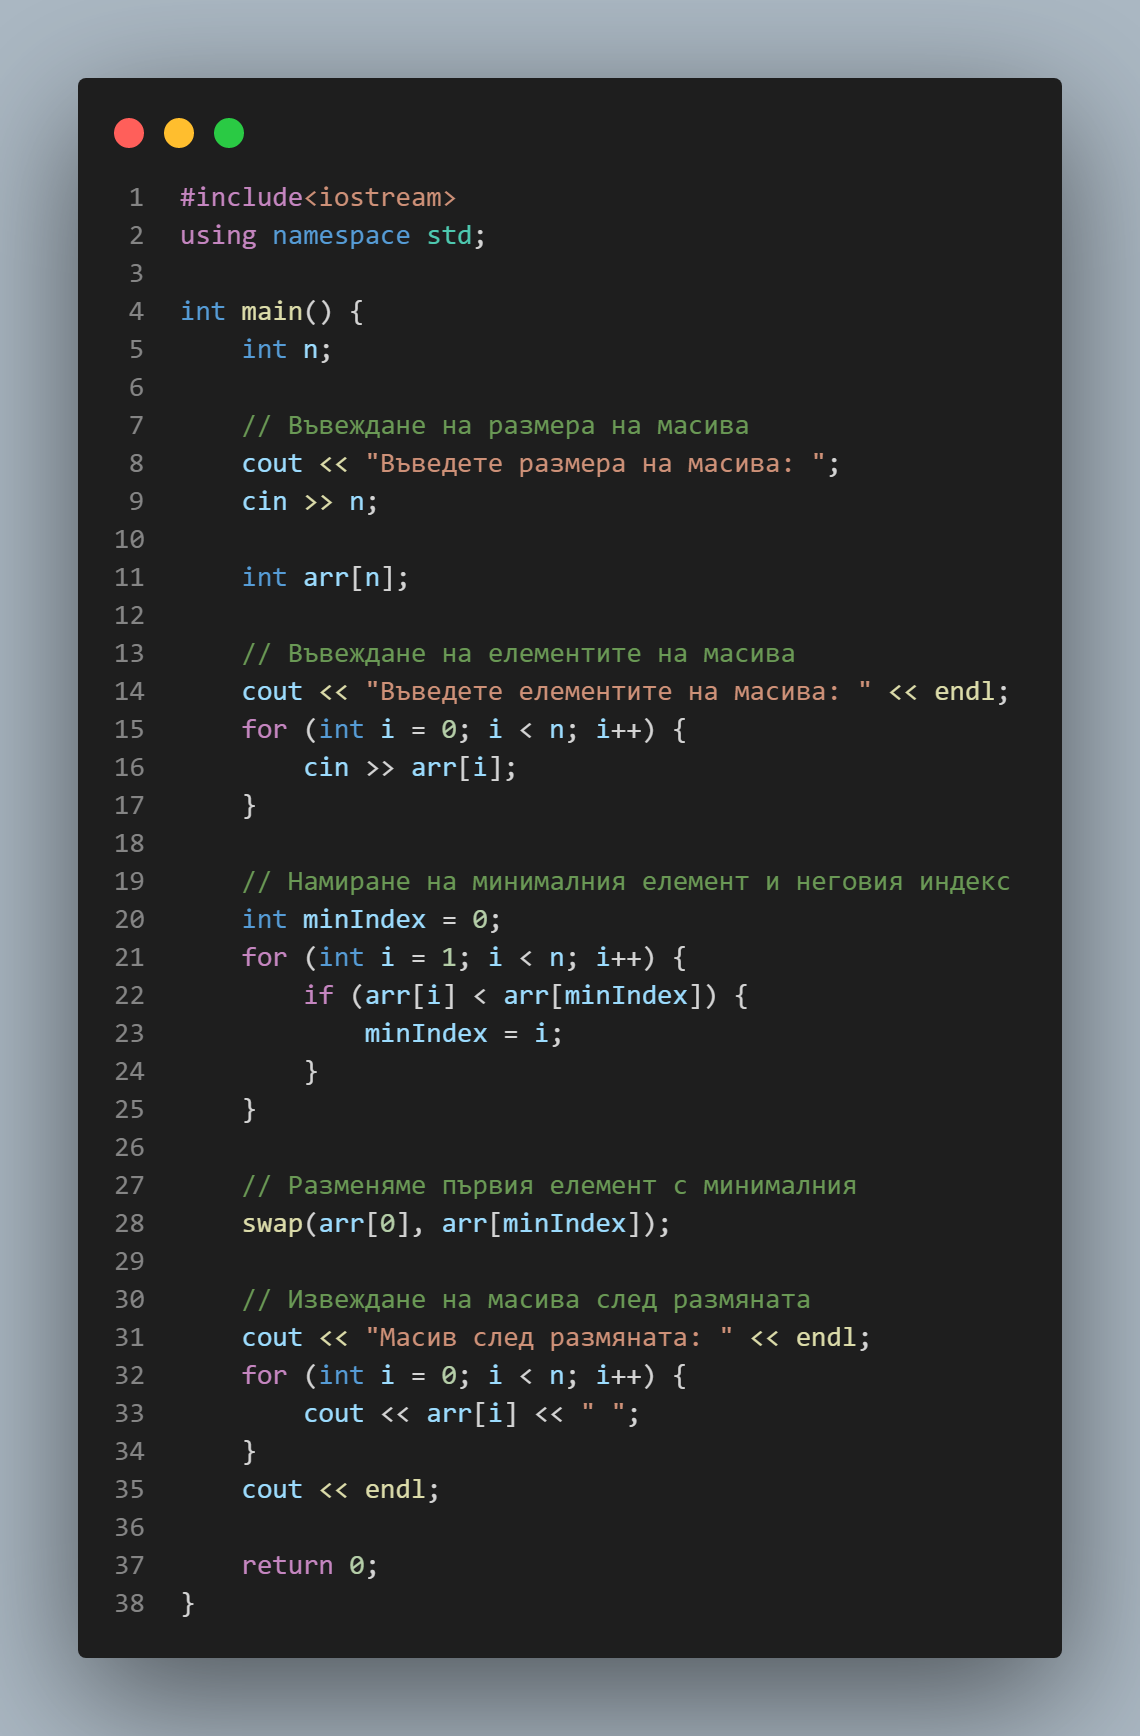 1 #include<iostream>
2 using namespace std;
3
4 int main() {
5     int n;
6
7     // Въвеждане на размера на масива
8     cout << "Въведете размера на масива: ";
9     cin >> n;
10
11     int arr[n];
12
13     // Въвеждане на елементите на масива
14     cout << "Въведете елементите на масива: " << endl;
15     for (int i = 0; i < n; i++) {
16         cin >> arr[i];
17     }
18
19     // Намиране на минималния елемент и неговия индекс
20     int minIndex = 0;
21     for (int i = 1; i < n; i++) {
22         if (arr[i] < arr[minIndex]) {
23             minIndex = i;
24         }
25     }
26
27     // Разменяме първия елемент с минималния
28     swap(arr[0], arr[minIndex]);
29
30     // Извеждане на масива след размяната
31     cout << "Масив след размяната: " << endl;
32     for (int i = 0; i < n; i++) {
33         cout << arr[i] << " ";
34     }
35     cout << endl;
36
37     return 0;
38 }